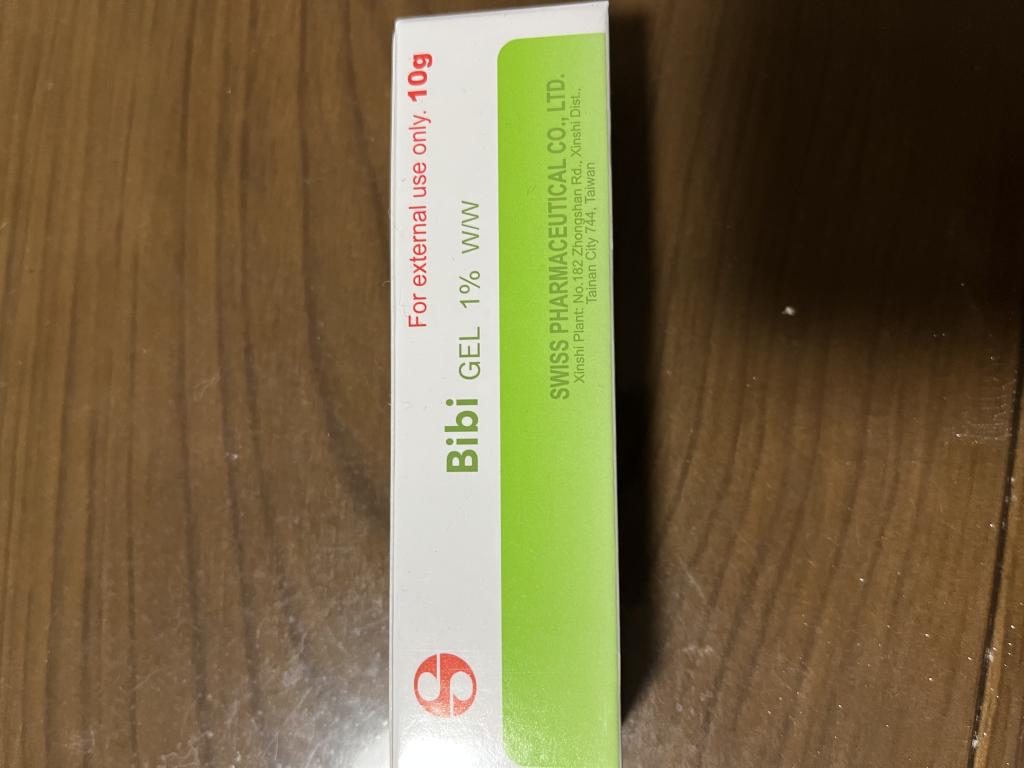 For external use only. 10g
Bibi GEL 1% W/W
SWISS PHARMACEUTICAL CO., LTD.
Xinshi Plant: No.182 Zhongshan Rd., Xinshi Dist.,
Tainan City 744, Taiwan